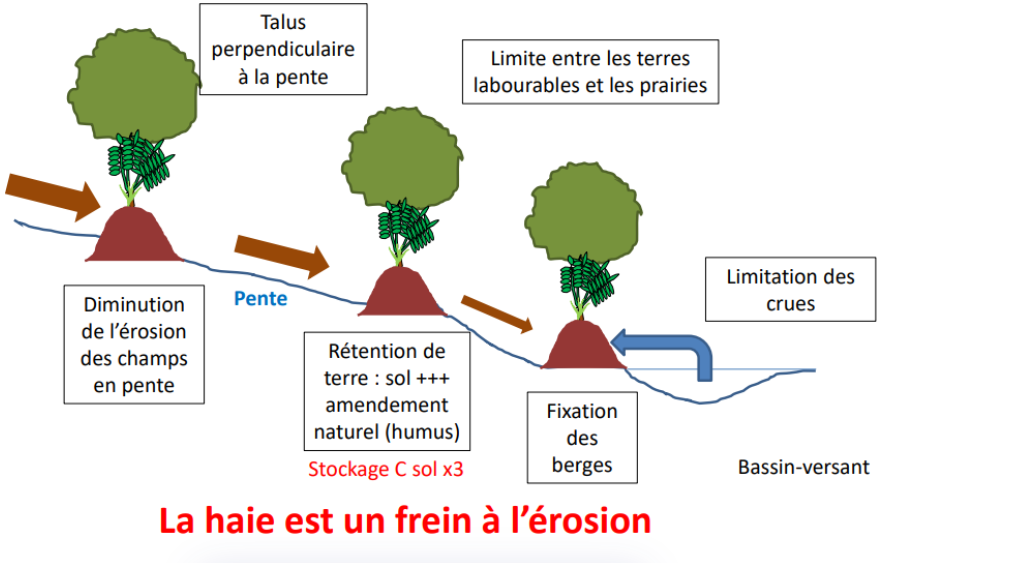 Talus
perpendiculaire
à la pente
Limite entre les terres
labourables et les prairies
Limitation des
crues
Pente
Diminution
de l'érosion
des champs
en pente
Rétention de
terre : sol +++
amendement
naturel (humus)
Stockage C sol x3
Fixation
des
berges
Bassin-versant
La haie est un frein à l'érosion